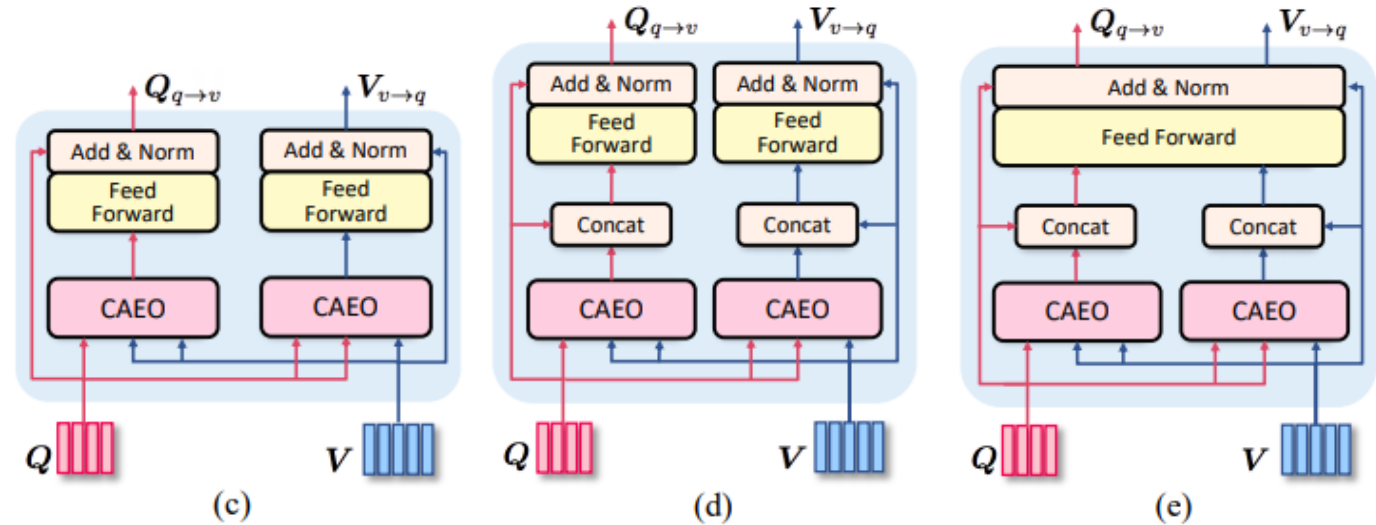 Q_{q→v}
V_{v→q}
Add & Norm
Add & Norm
Feed
Forward
Feed
Forward
CAEO
CAEO
Q
V
(c)
Q_{q→v}
V_{v→q}
Add & Norm
Add & Norm
Feed
Forward
Feed
Forward
Concat
Concat
CAEO
CAEO
Q
V
(d)
Q_{q→v}
V_{v→q}
Add & Norm
Feed Forward
Concat
Concat
CAEO
CAEO
Q
V
(e)